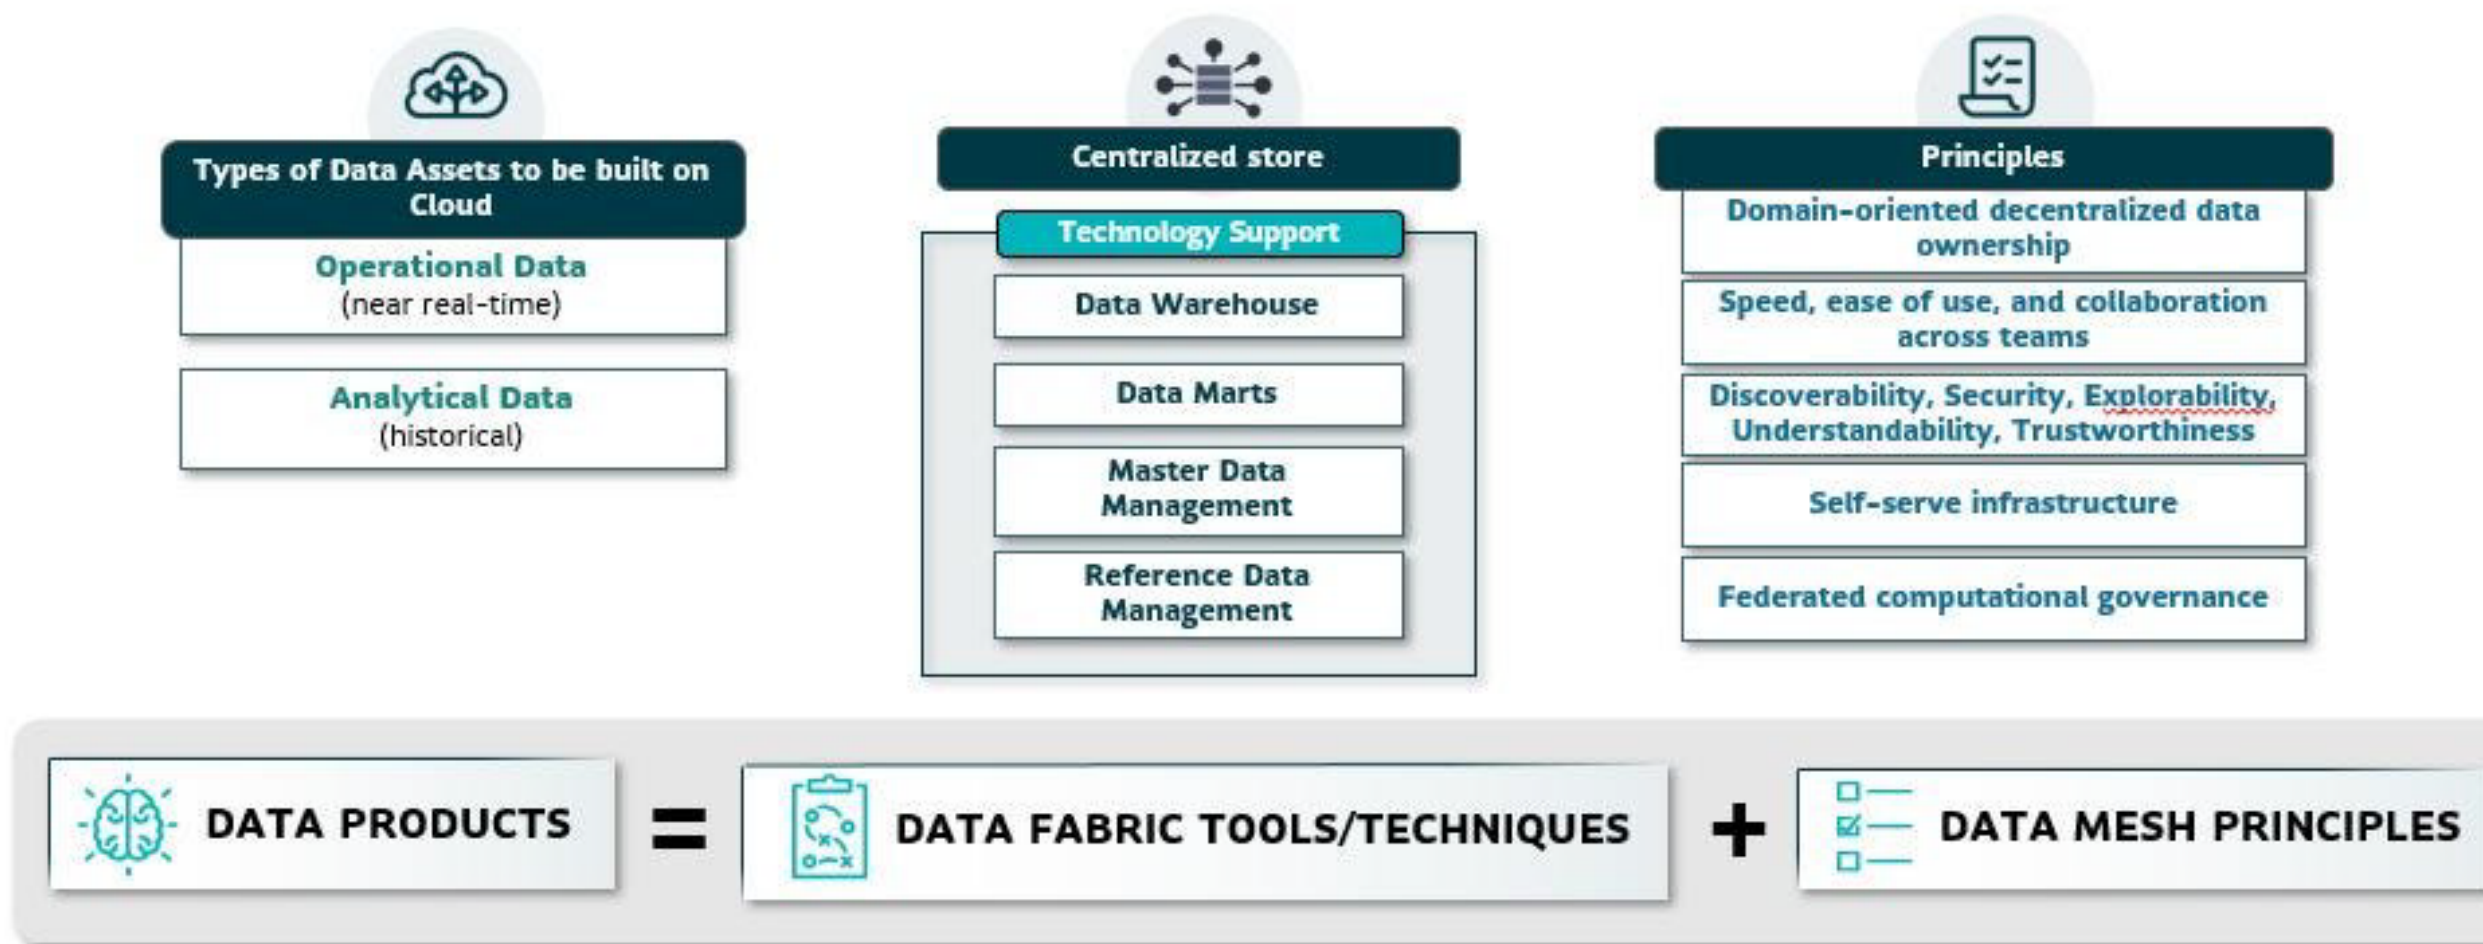 Types of Data Assets to be built on
Cloud
Operational Data
(near real-time)
Analytical Data
(historical)
Centralized store
Technology Support
Data Warehouse
Data Marts
Master Data
Management
Reference Data
Management
Principles
Domain-oriented decentralized data
ownership
Speed, ease of use, and collaboration
across teams
Discoverability, Security, Explorability,
Understandability, Trustworthiness
Self-serve infrastructure
Federated computational governance
DATA PRODUCTS
=
DATA FABRIC TOOLS/TECHNIQUES
+
DATA MESH PRINCIPLES